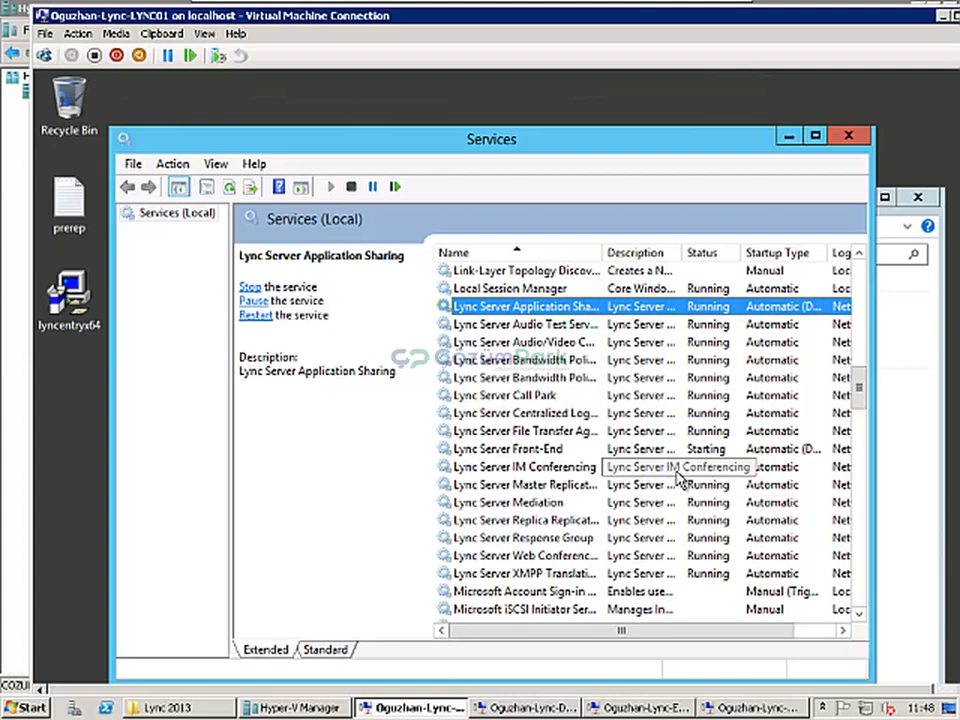 Oguzhan-Lync-LYNC01 on localhost - Virtual Machine Connection
File Action Media Clipboard View Help
Recycle Bin
prerep
lyncentryx64
Services
File Action View Help
Services (Local)
Services (Local)
Lync Server Application Sharing
Stop the service
Pause the service
Restart the service
Description:
Lync Server Application Sharing
ÇözümPark
Name Description Status Startup Type Log
Link-Layer Topology Discov... Creates a N... Manual Loc
Local Session Manager Core Windo... Running Automatic Loc
Lync Server Application Sha... Lync Server ... Running Automatic (D... Net
Lync Server Audio Test Serv... Lync Server ... Running Automatic Net
Lync Server Audio/Video C... Lync Server ... Running Automatic Net
Lync Server Bandwidth Poli... Lync Server ... Running Automatic Net
Lync Server Bandwidth Poli... Lync Server ... Running Automatic Net
Lync Server Call Park Lync Server ... Running Automatic Net
Lync Server Centralized Log... Lync Server ... Running Automatic Net
Lync Server File Transfer Ag... Lync Server ... Running Automatic Net
Lync Server Front-End Lync Server ... Starting Automatic (D... Net
Lync Server IM Conferencing Lync Server IM Conferencing utomatic Net
Lync Server Master Replicat... Lync Server ... Running Automatic Net
Lync Server Mediation Lync Server ... Running Automatic Net
Lync Server Replica Replicat... Lync Server ... Running Automatic Net
Lync Server Response Group Lync Server ... Running Automatic Net
Lync Server Web Conferenc... Lync Server ... Running Automatic Net
Lync Server XMPP Translati... Lync Server ... Running Automatic Net
Microsoft Account Sign-in ... Enables use... Manual (Trig... Loc
Microsoft iSCSI Initiator Ser... Manages In... Manual Loc
Extended Standard
COZU
Start Lync 2013 Hyper-V Manager Oguzhan-Lync-... Oguzhan-Lync-D... Oguzhan-Lync-E... Oguzhan-Lync-... 11:48